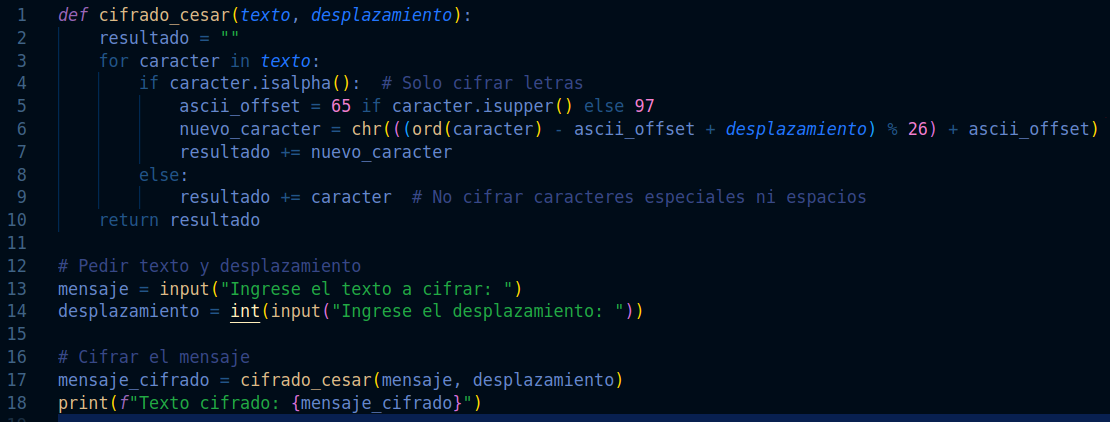 1 def cifrado_cesar(texto, desplazamiento):
2     resultado = ""
3     for caracter in texto:
4         if caracter.isalpha():  # Solo cifrar letras
5             ascii_offset = 65 if caracter.isupper() else 97
6             nuevo_caracter = chr(((ord(caracter) - ascii_offset + desplazamiento) % 26) + ascii_offset)
7             resultado += nuevo_caracter
8         else:
9             resultado += caracter  # No cifrar caracteres especiales ni espacios
10     return resultado
11
12 # Pedir texto y desplazamiento
13 mensaje = input("Ingrese el texto a cifrar: ")
14 desplazamiento = int(input("Ingrese el desplazamiento: "))
15
16 # Cifrar el mensaje
17 mensaje_cifrado = cifrado_cesar(mensaje, desplazamiento)
18 print(f"Texto cifrado: {mensaje_cifrado}")